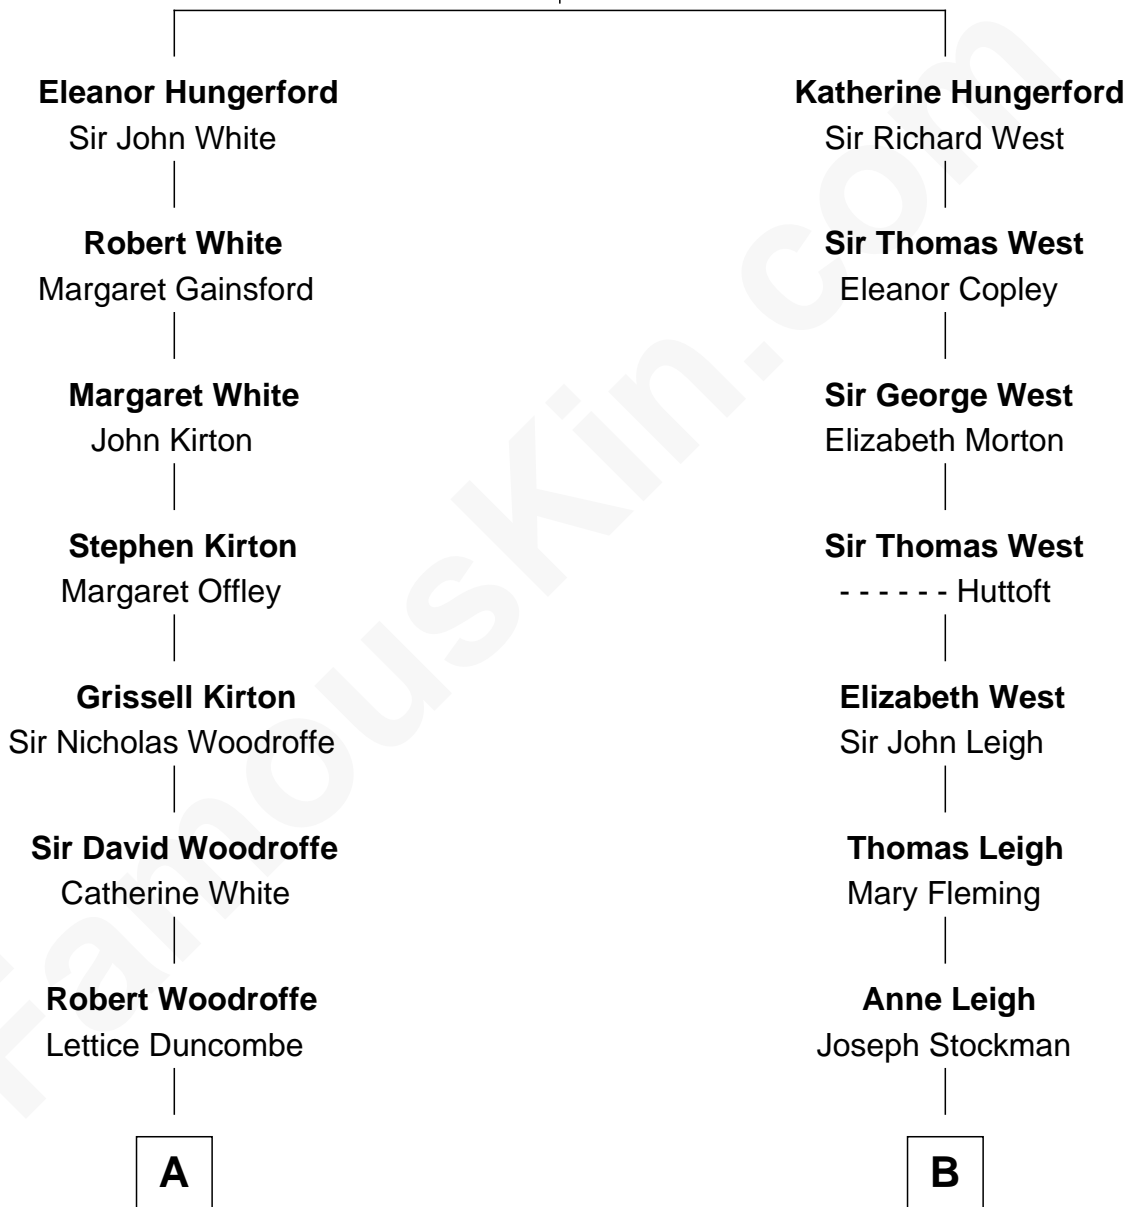 Eleanor Hungerford
Sir John White
Katherine Hungerford
Sir Richard West
Robert White
Margaret Gainsford
Sir Thomas West
Eleanor Copley
Margaret White
John Kirton
Sir George West
Elizabeth Morton
Stephen Kirton
Margaret Offley
Sir Thomas West
- - - - - - Huttoft
Grissell Kirton
Sir Nicholas Woodroffe
Elizabeth West
Sir John Leigh
Sir David Woodroffe
Catherine White
Thomas Leigh
Mary Fleming
Robert Woodroffe
Lettice Duncombe
Anne Leigh
Joseph Stockman
A
B
FamousKin.com